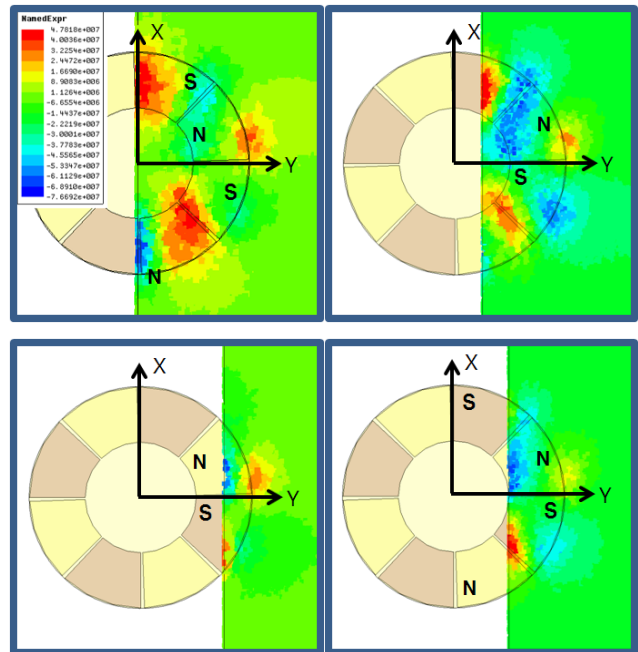 NamedExpr
4.7818e+007
4.0036e+007
3.2254e+007
2.4472e+007
1.6690e+007
8.9083e+006
1.1264e+006
-6.6554e+006
-1.4437e+007
-2.2219e+007
-3.0001e+007
-3.7783e+007
-4.5565e+007
-5.3347e+007
-6.1129e+007
-6.8910e+007
-7.6692e+007
X
S
N
Y
S
N
X
N
Y
S
X
N
Y
S
X
S
N
Y
S
N